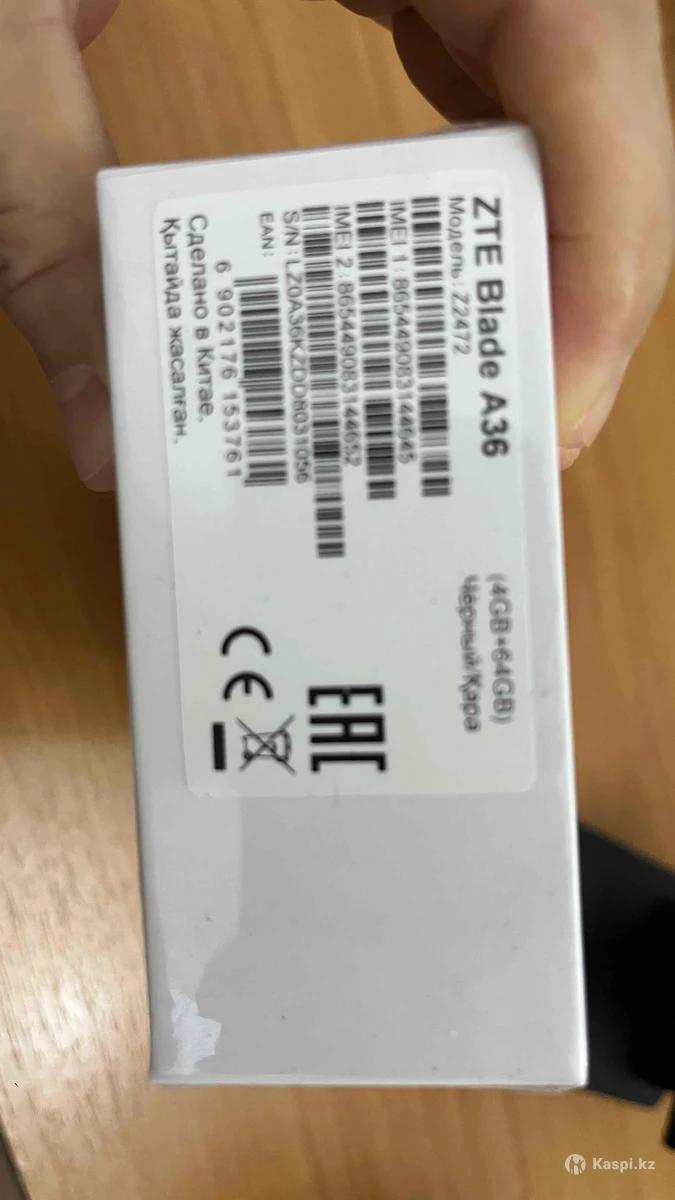 ZTE Blade A36
(4GB+64GB)
Модель: Z2472
Чёрный/Қара
IMEI 1: 865449083144645
IMEI 2: 865449083144652
S/N: LZ0A36KZDD8031056
EAN:
6 902176 153761
Сделано в Китае.
Қытайда жасалған.
EAC
CE
Kaspi.kz